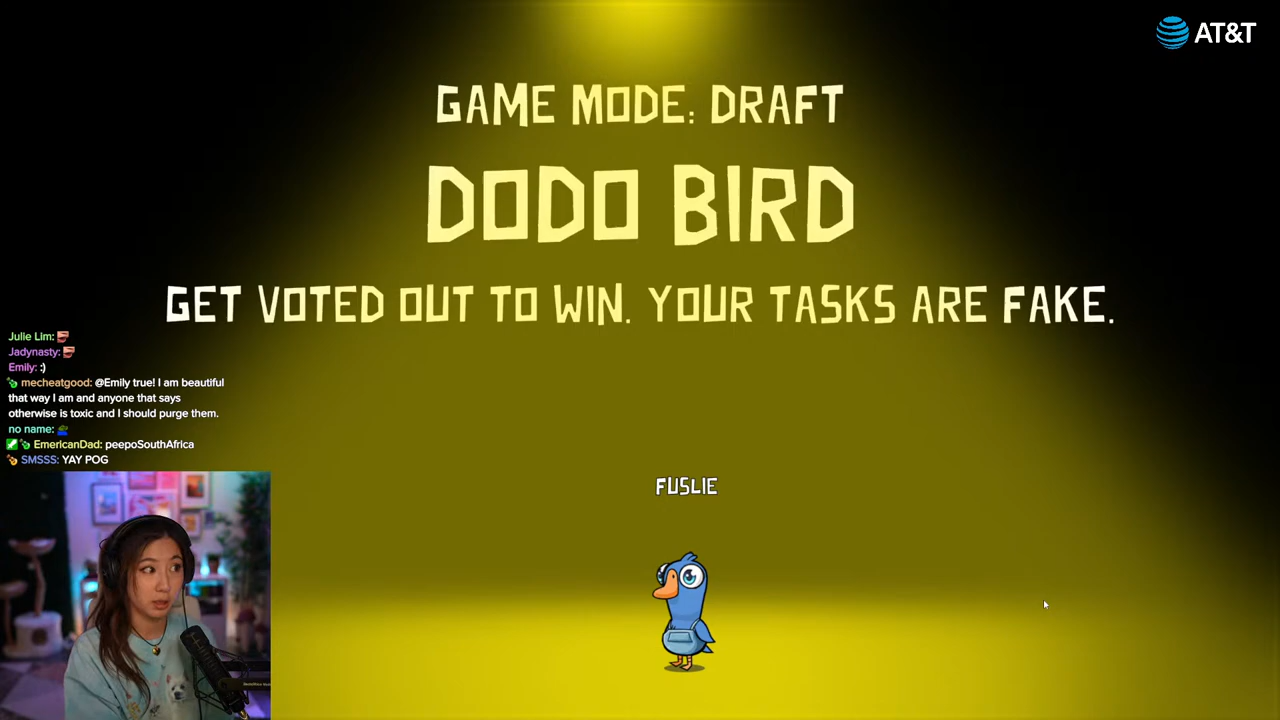 AT&T
GAME MODE: DRAFT
DODO BIRD
GET VOTED OUT TO WIN. YOUR TASKS ARE FAKE.
Julie Lim:
Jadynasty:
Emily: :)
mecheatgood: @Emily true! I am beautiful
that way I am and anyone that says
otherwise is toxic and I should purge them.
no name:
EmericanDad: peepoSouthAfrica
SMSSS: YAY POG
FUSLIE